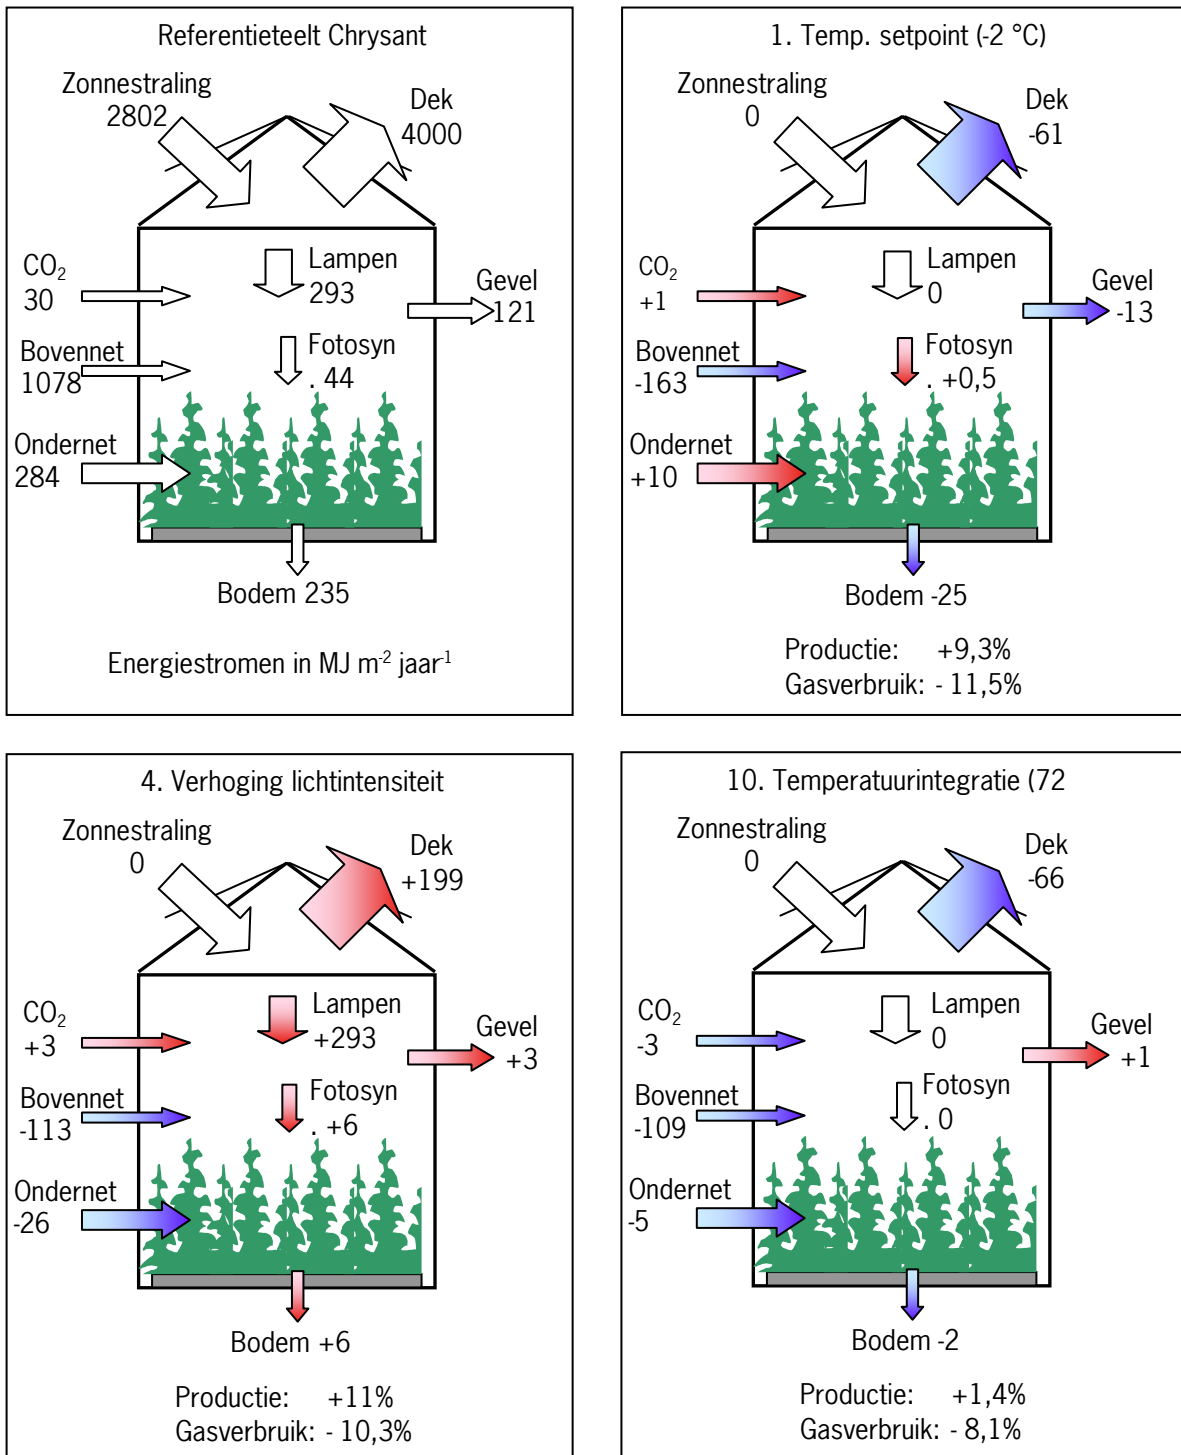 Referentieteelt Chrysant
Zonnestraling
2802
Dek
4000
CO2
30
Lampen
293
Gevel
121
Bovennet
1078
Fotosyn
. 44
Ondernet
284
Bodem 235
Energiestromen in MJ m-2 jaar-1
1. Temp. setpoint (-2 °C)
Zonnestraling
0
Dek
-61
CO2
+1
Lampen
0
Gevel
-13
Bovennet
-163
Fotosyn
. +0,5
Ondernet
+10
Bodem -25
Productie: +9,3%
Gasverbruik: - 11,5%
4. Verhoging lichtintensiteit
Zonnestraling
0
Dek
+199
CO2
+3
Lampen
+293
Gevel
+3
Bovennet
-113
Fotosyn
. +6
Ondernet
-26
Bodem +6
Productie: +11%
Gasverbruik: - 10,3%
10. Temperatuurintegratie (72
Zonnestraling
0
Dek
-66
CO2
-3
Lampen
0
Gevel
+1
Bovennet
-109
Fotosyn
. 0
Ondernet
-5
Bodem -2
Productie: +1,4%
Gasverbruik: - 8,1%